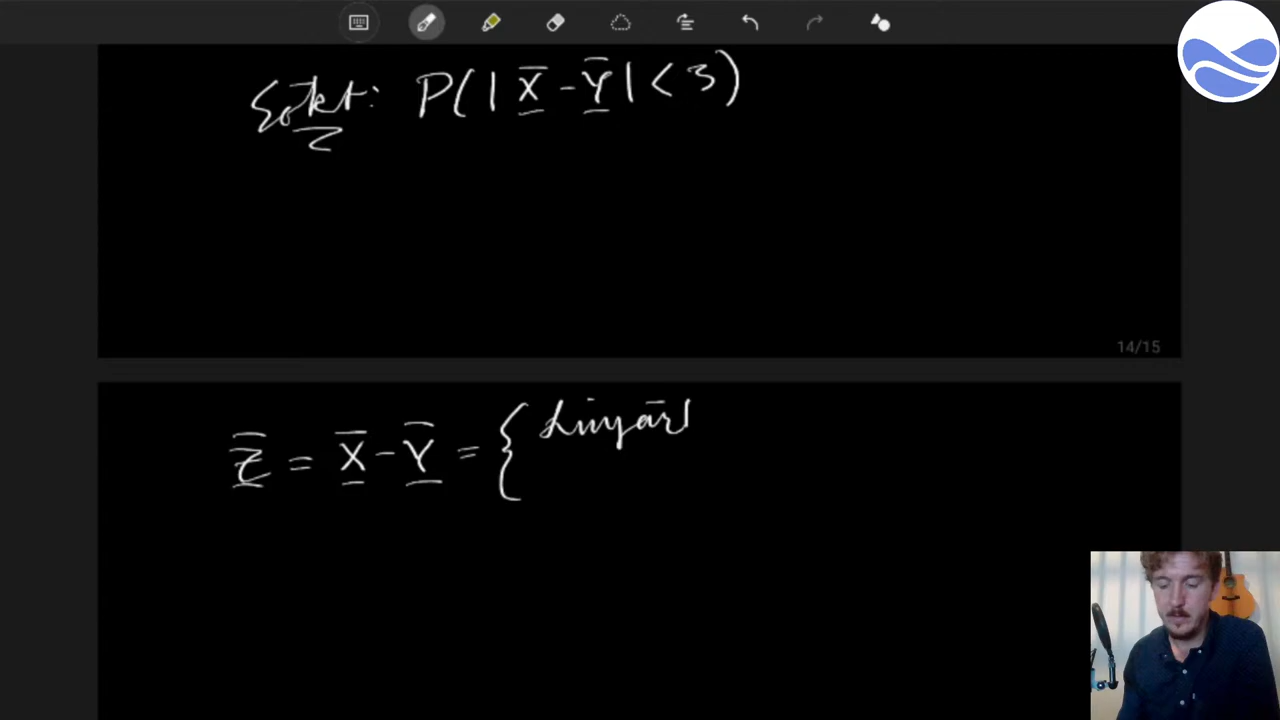 Sökt: P(| X̄ - Ȳ | < 3)
14/15
Z̄ = X̄ - Ȳ = { Linjär